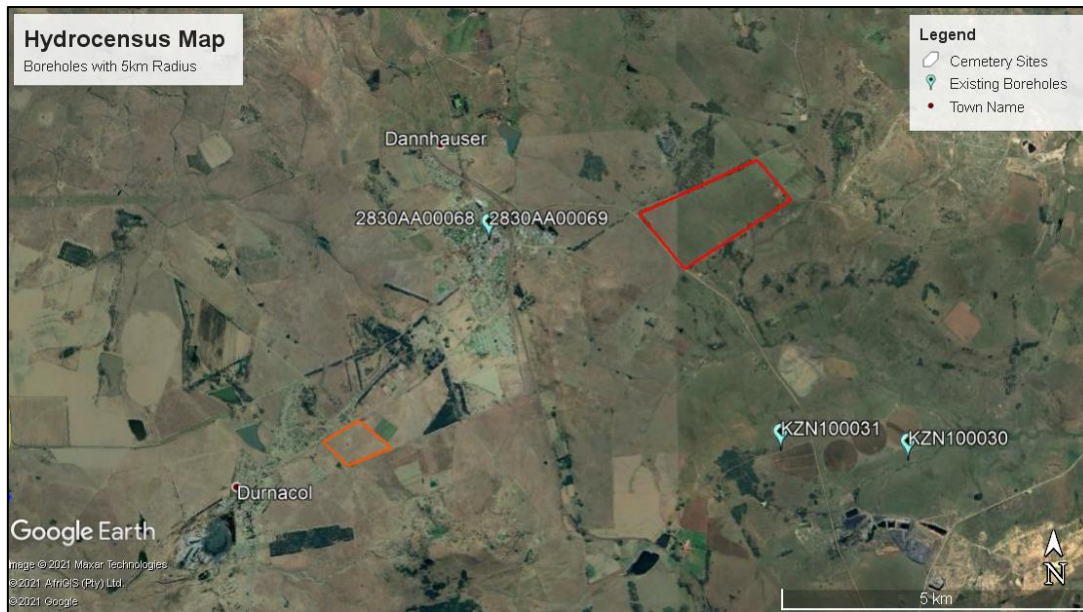 Hydrocensus Map
Boreholes with 5km Radius
Legend
Cemetery Sites
Existing Boreholes
Town Name
Dannhauser
2830AA00068
2830AA00069
KZN100031
KZN100030
Durnacol
Google Earth
Image © 2021 Maxar Technologies
©2021 AfriGIS (Pty) Ltd.
©2021 Google
N
5 km